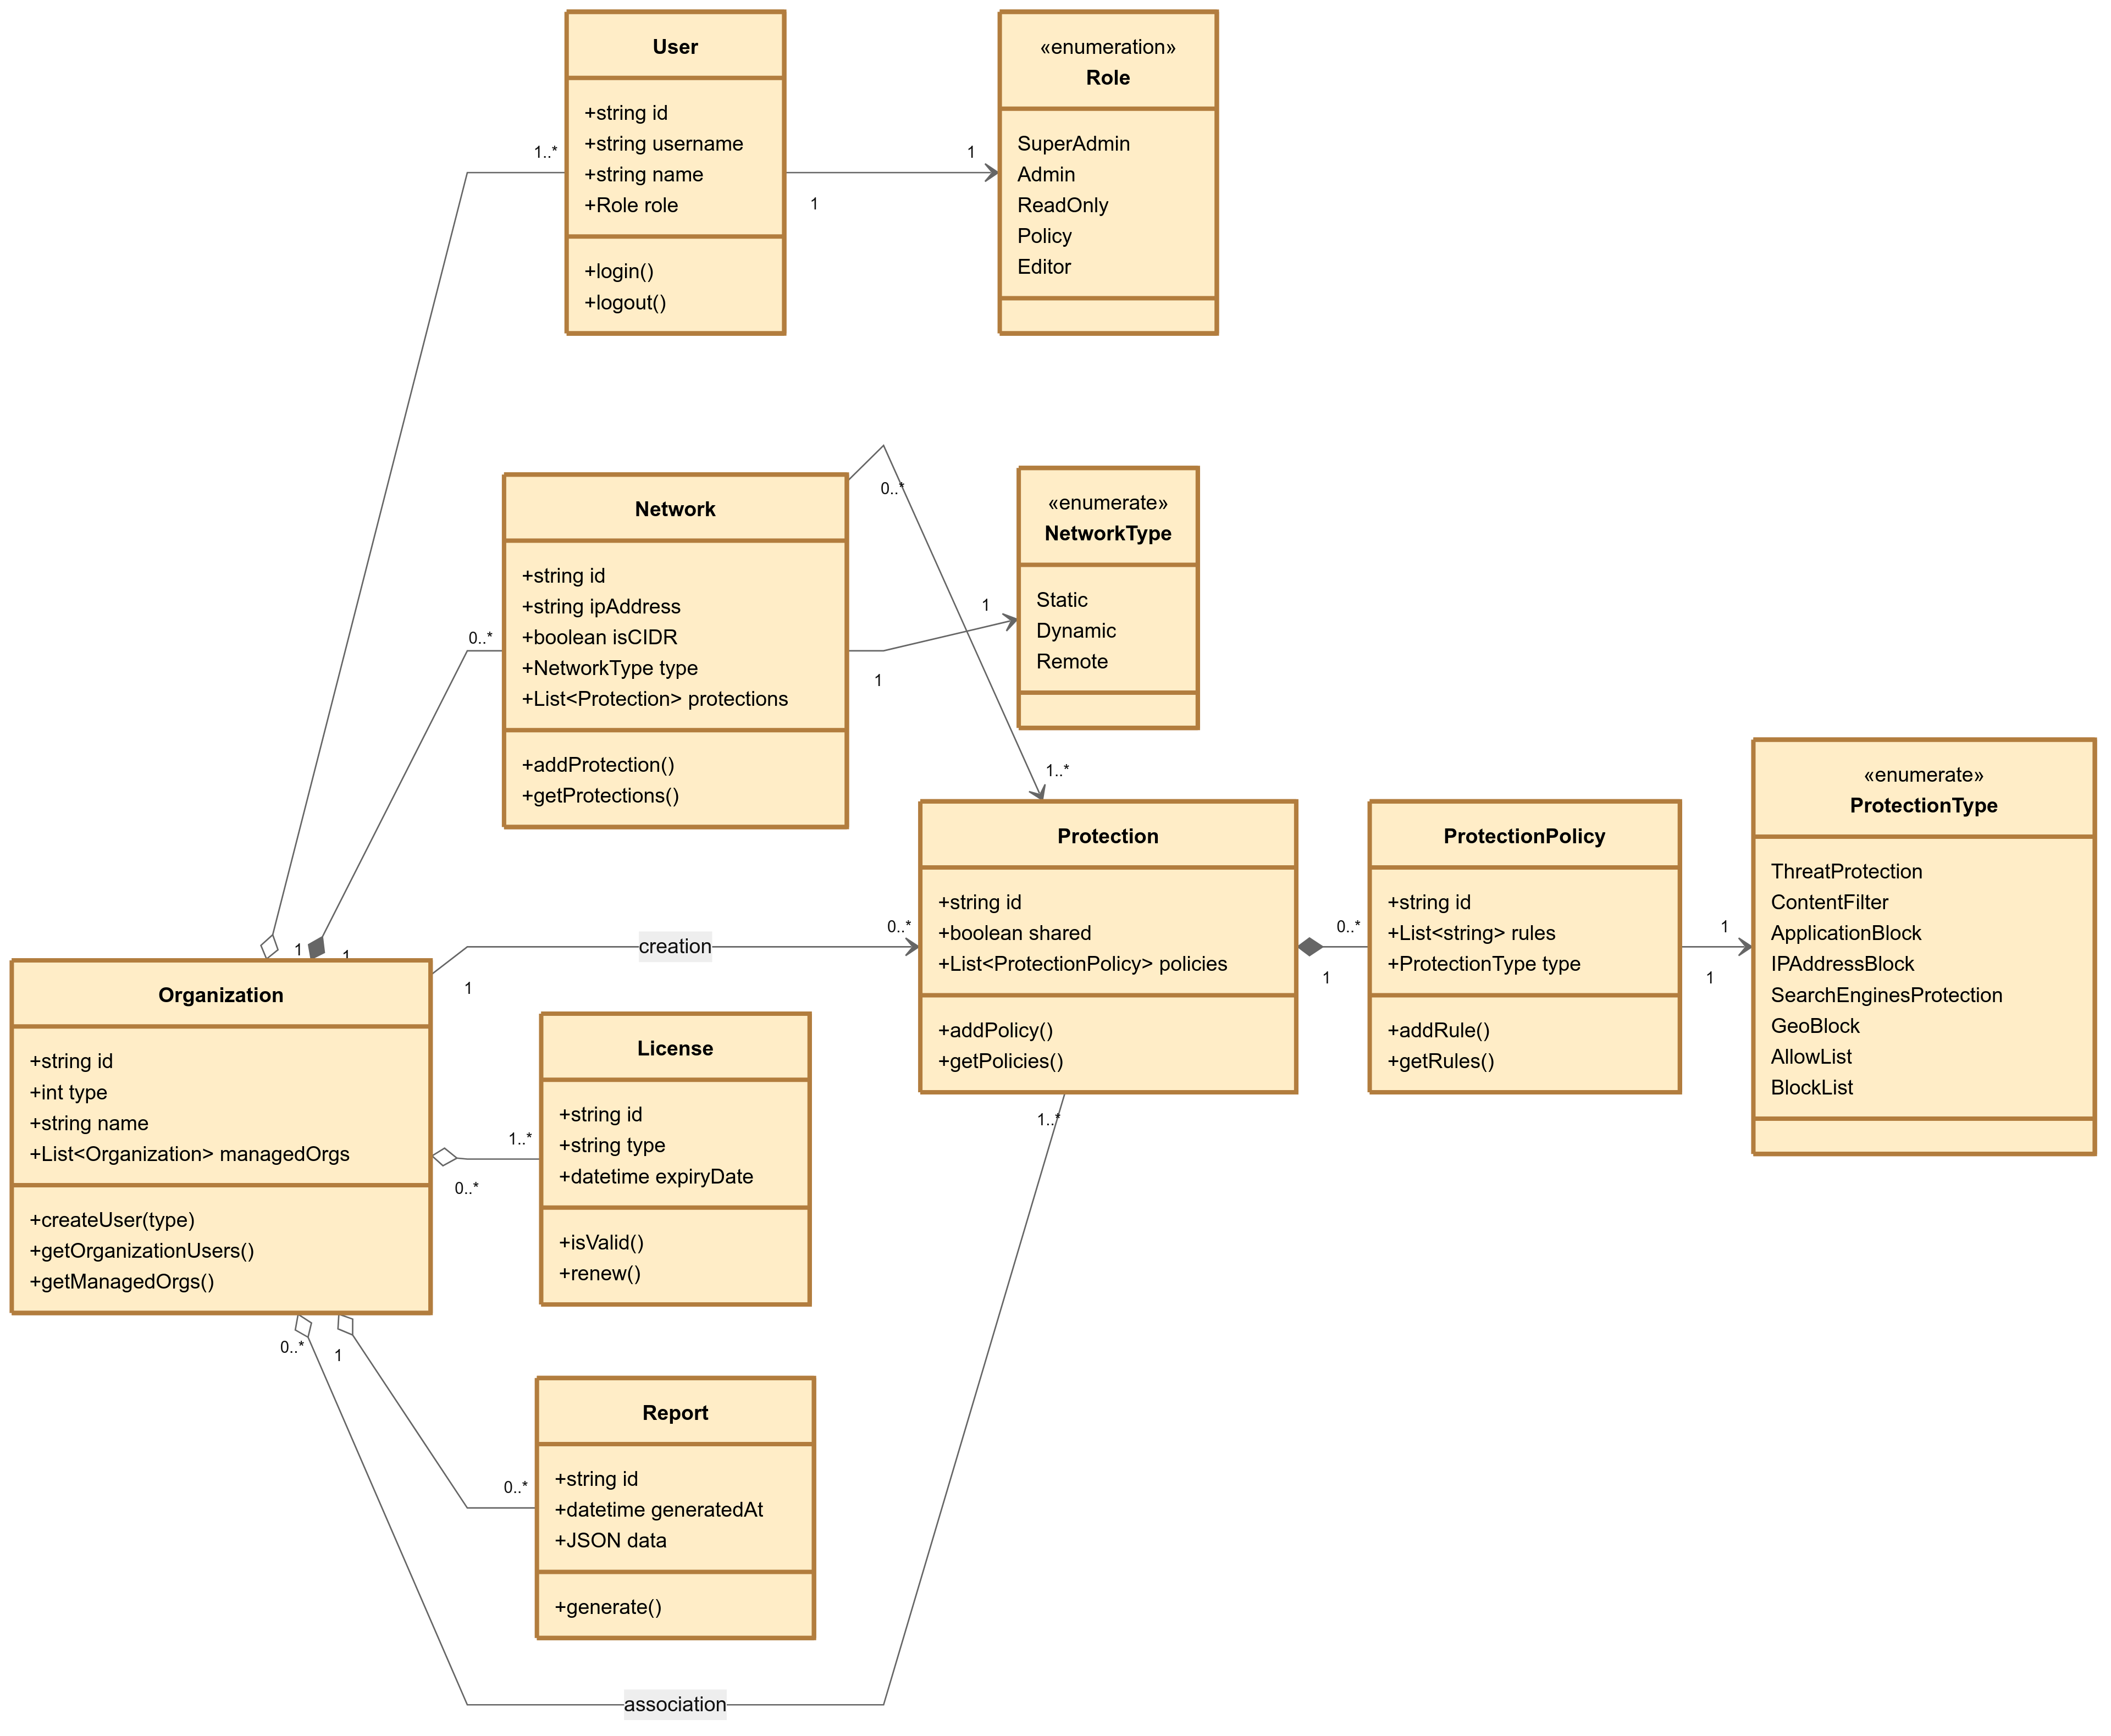 User
+string id
+string username
+string name
+Role role
+login()
+logout()
1..*
1
1
«enumeration»
Role
SuperAdmin
Admin
ReadOnly
Policy
Editor
Network
+string id
+string ipAddress
+boolean isCIDR
+NetworkType type
+List<Protection> protections
+addProtection()
+getProtections()
0..*
0..*
1
1
1..*
«enumerate»
NetworkType
Static
Dynamic
Remote
1
1
Organization
+string id
+int type
+string name
+List<Organization> managedOrgs
+createUser(type)
+getOrganizationUsers()
+getManagedOrgs()
1
creation
0..*
Protection
+string id
+boolean shared
+List<ProtectionPolicy> policies
+addPolicy()
+getPolicies()
0..*
1
ProtectionPolicy
+string id
+List<string> rules
+ProtectionType type
+addRule()
+getRules()
1
1
«enumerate»
ProtectionType
ThreatProtection
ContentFilter
ApplicationBlock
IPAddressBlock
SearchEnginesProtection
GeoBlock
AllowList
BlockList
1..*
0..*
License
+string id
+string type
+datetime expiryDate
+isValid()
+renew()
1..*
0..*
1
0..*
Report
+string id
+datetime generatedAt
+JSON data
+generate()
association